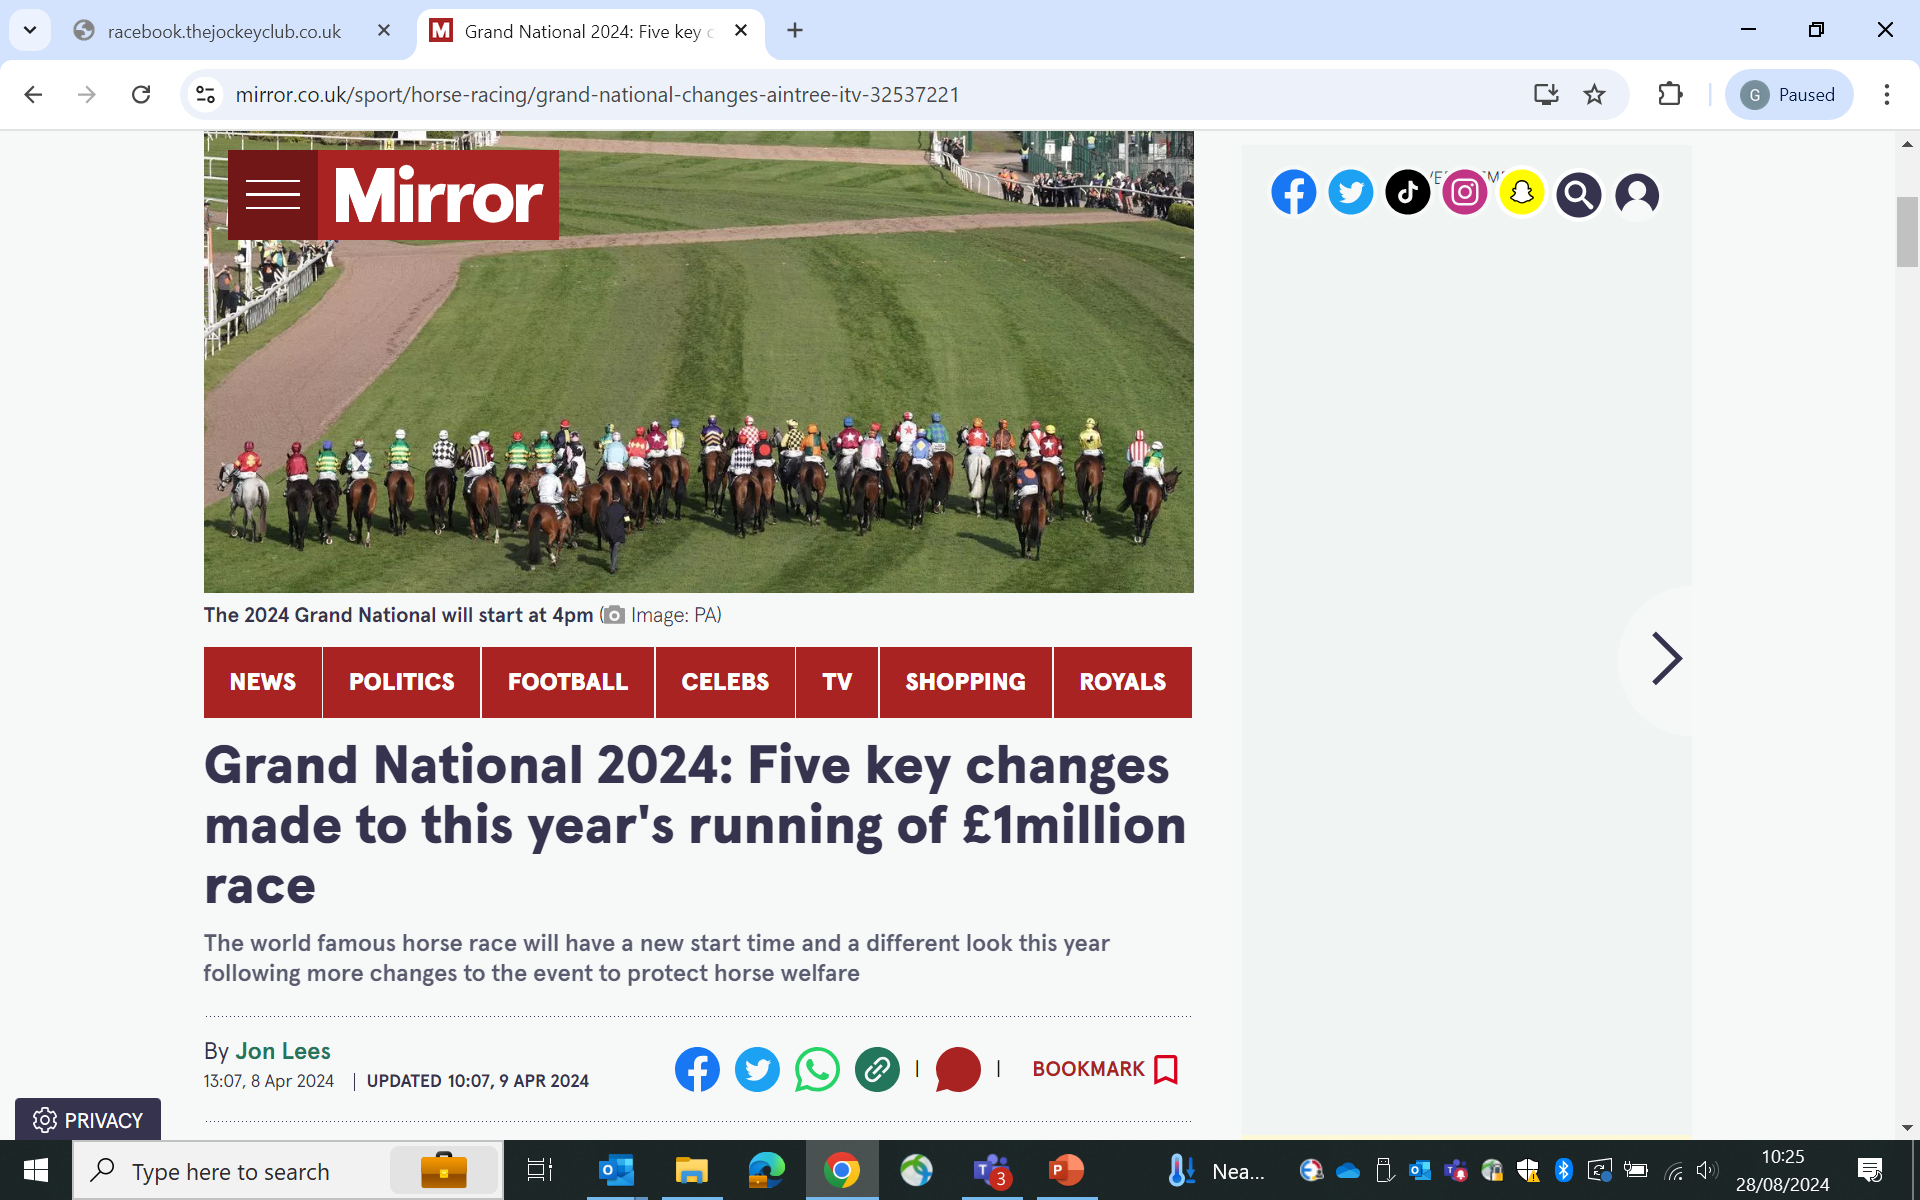 racebook.thejockeyclub.co.uk
Grand National 2024: Five key
mirror.co.uk/sport/horse-racing/grand-national-changes-aintree-itv-32537221
G Paused
Mirror
The 2024 Grand National will start at 4pm (Image: PA)
NEWS POLITICS FOOTBALL CELEBS TV SHOPPING ROYALS
Grand National 2024: Five key changes
made to this year's running of £1million
race
The world famous horse race will have a new start time and a different look this year
following more changes to the event to protect horse welfare
By Jon Lees
13:07, 8 Apr 2024 | UPDATED 10:07, 9 APR 2024
BOOKMARK
PRIVACY
Type here to search
3
Nea...
10:25
28/08/2024